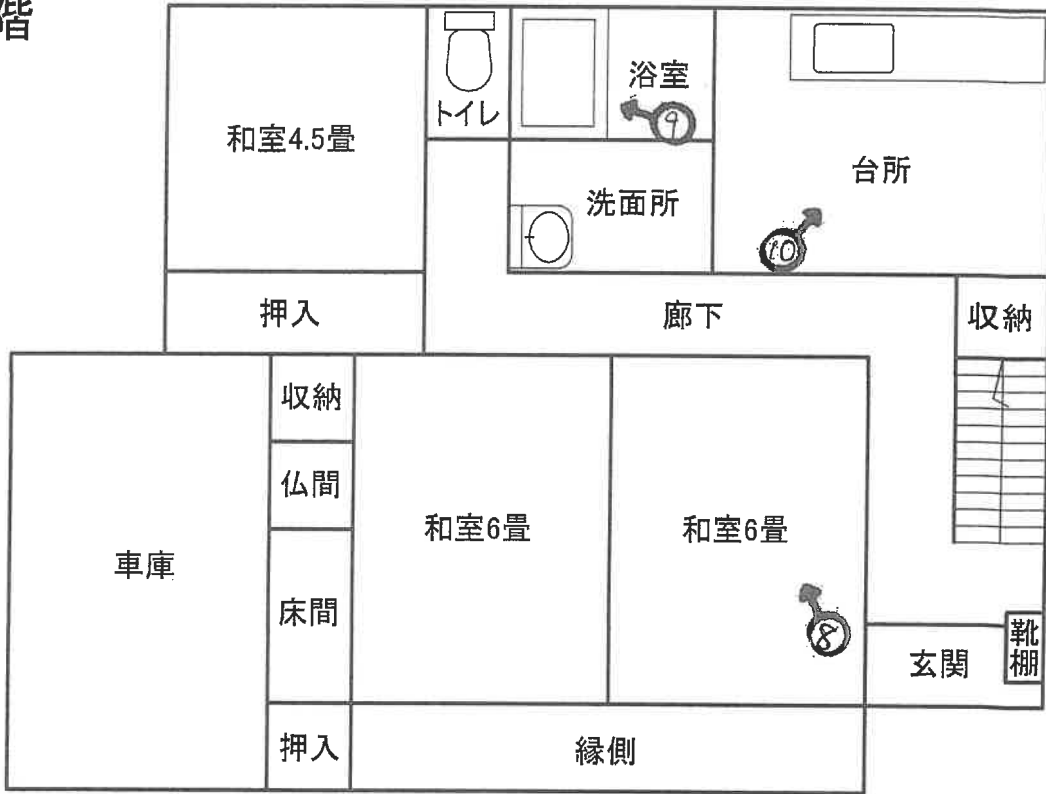 階
トイレ
浴室
9
和室4.5畳
台所
洗面所
10
押入
廊下
収納
収納
仏間
和室6畳
和室6畳
車庫
床間
8
玄関
靴
棚
押入
縁側